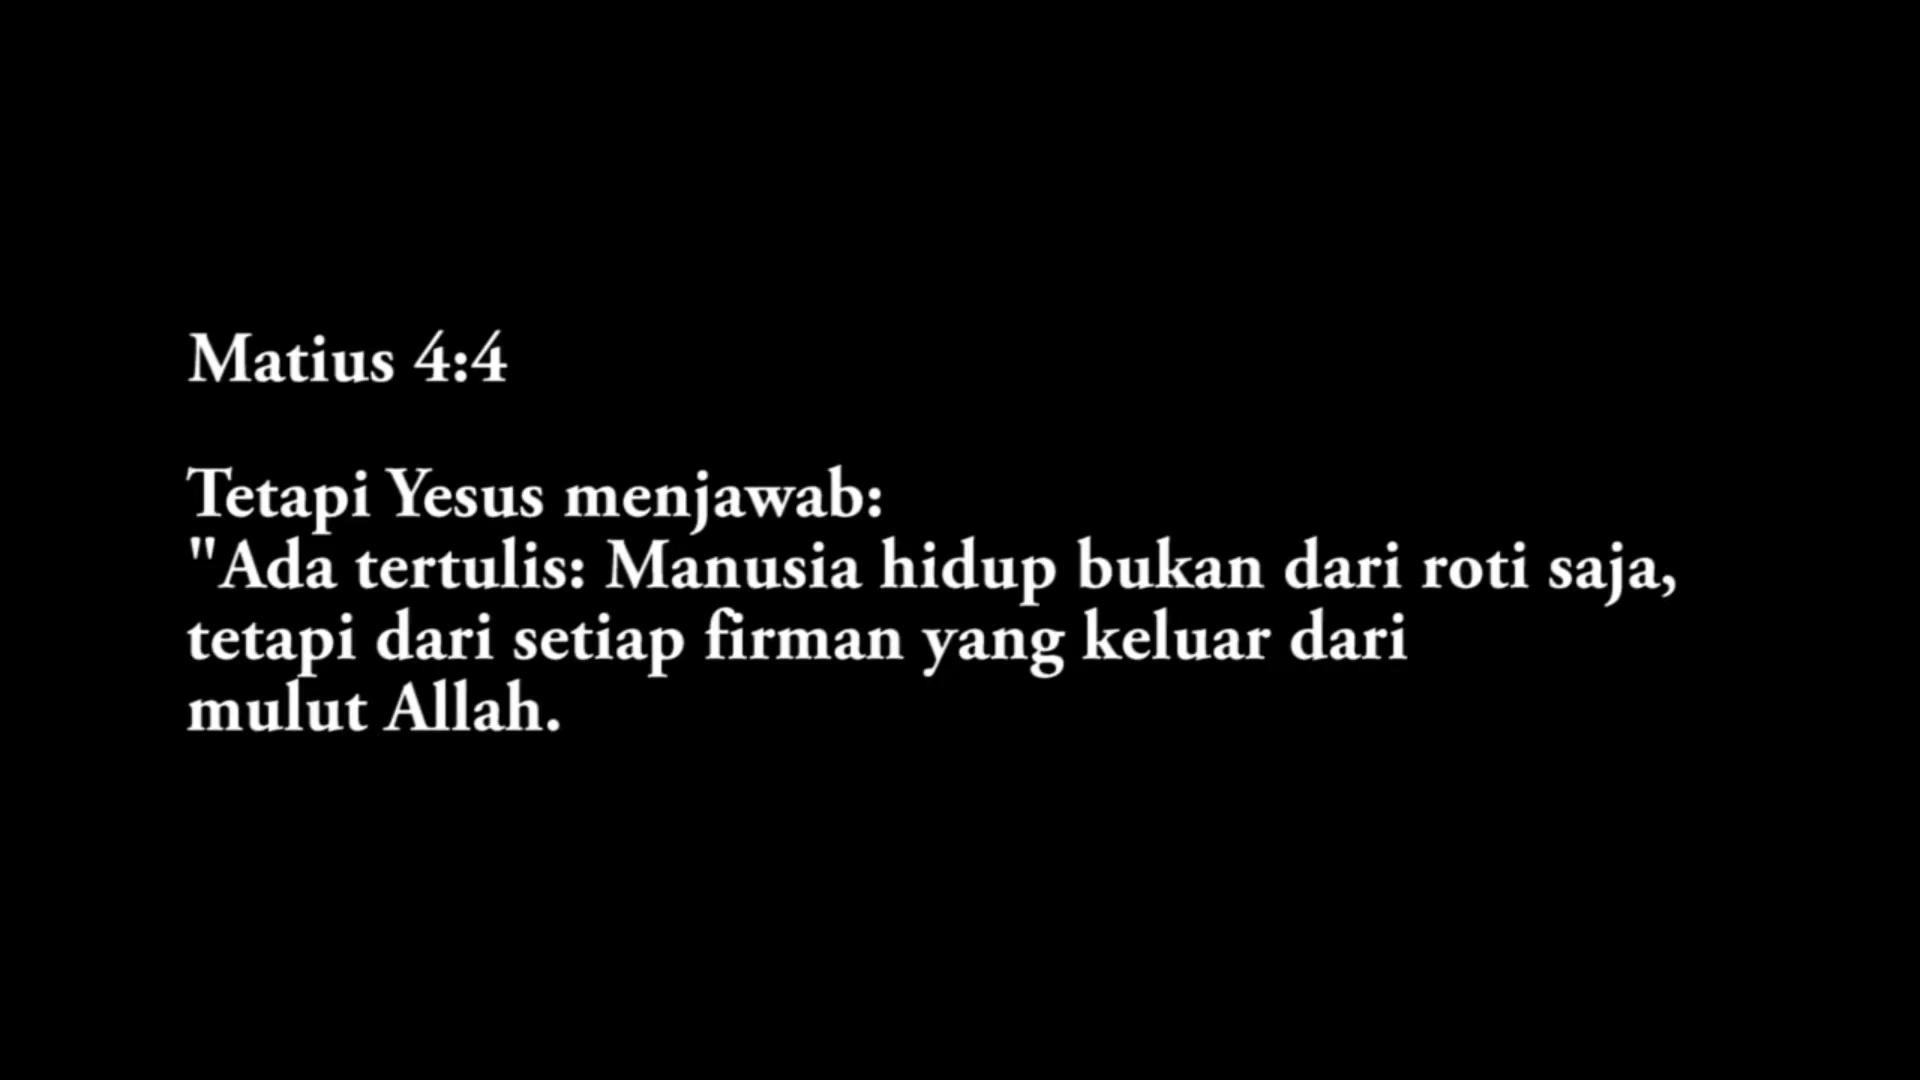 Matius 4:4
Tetapi Yesus menjawab:
"Ada tertulis: Manusia hidup bukan dari roti saja,
tetapi dari setiap firman yang keluar dari
mulut Allah.